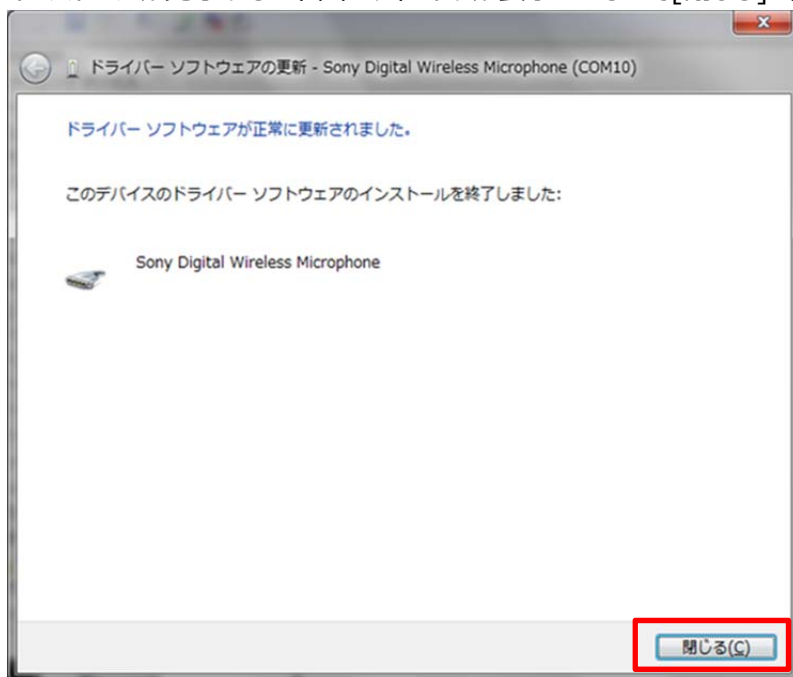 ドライバー ソフトウェアの更新 - Sony Digital Wireless Microphone (COM10)
ドライバー ソフトウェアが正常に更新されました。
このデバイスのドライバー ソフトウェアのインストールを終了しました:
Sony Digital Wireless Microphone
閉じる(C)